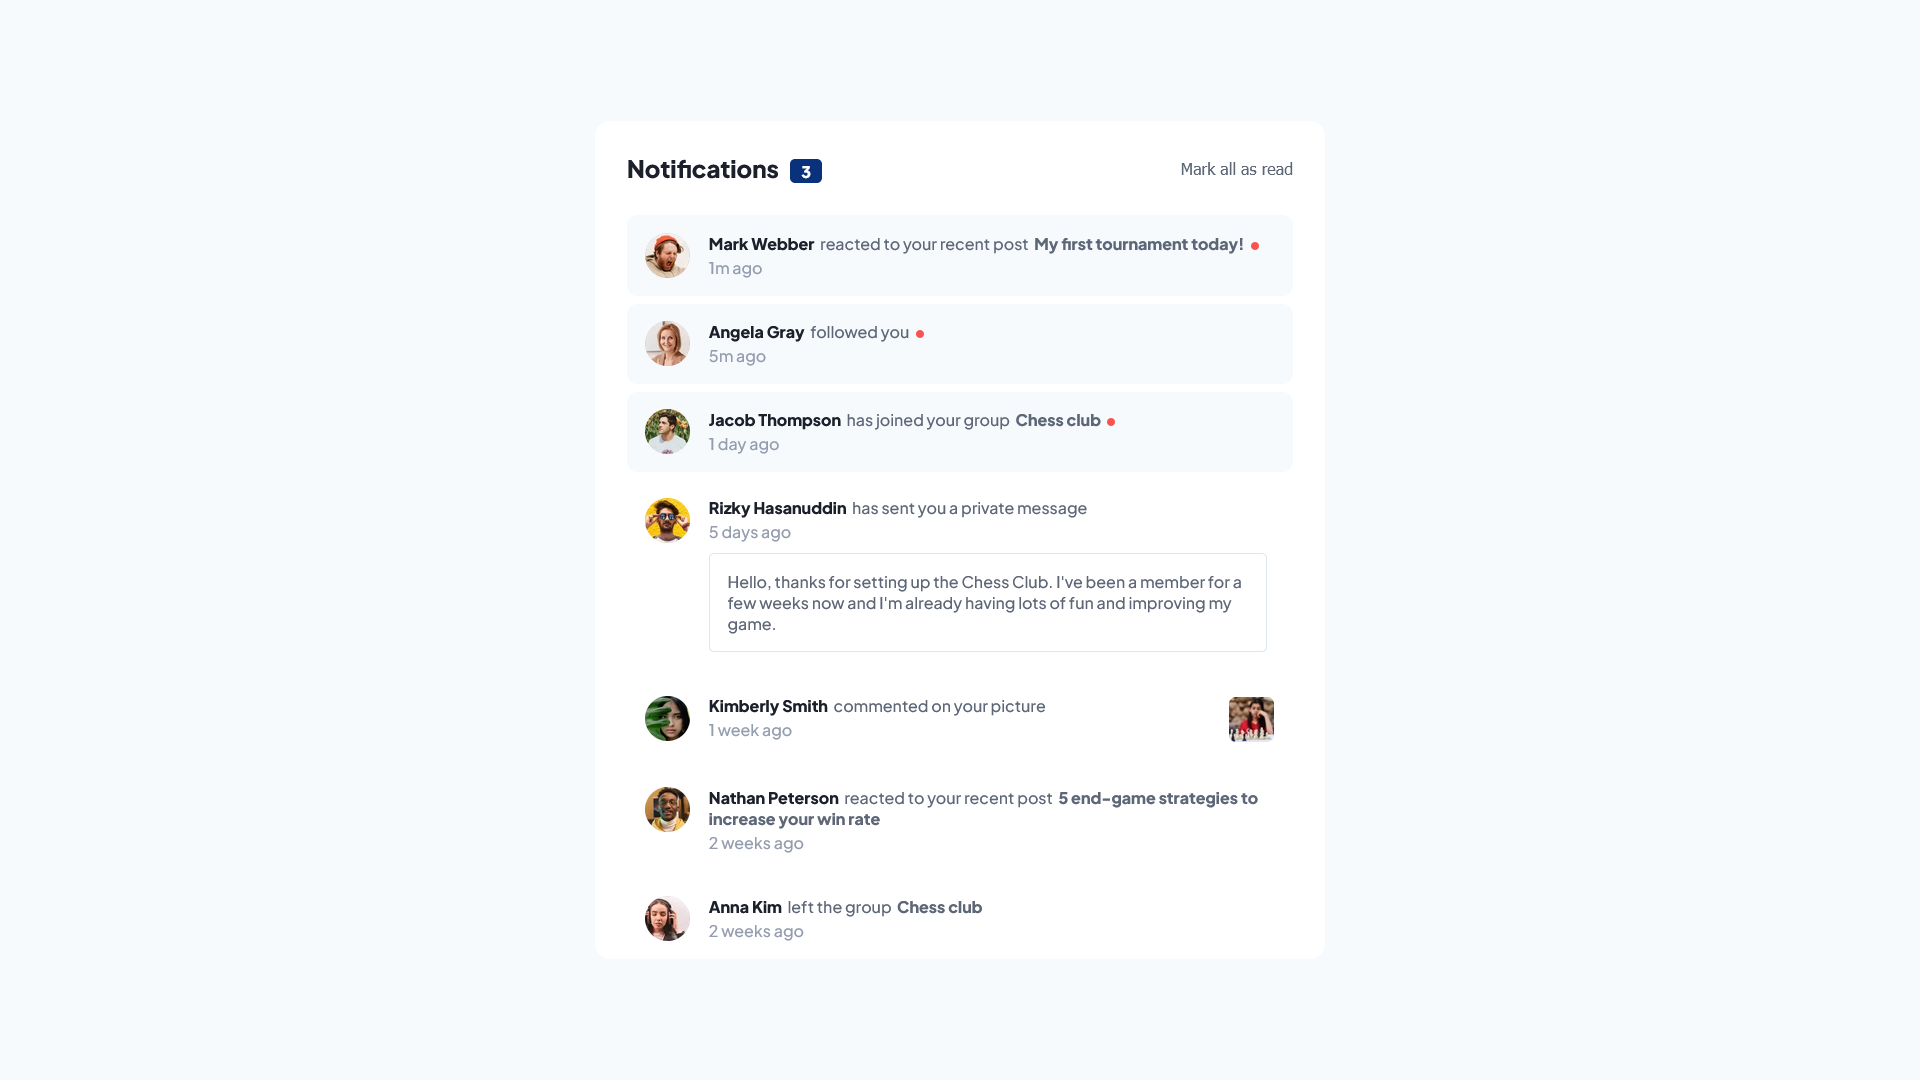 Notifications 3 Mark all as read
Mark Webber reacted to your recent post My first tournament today!
1m ago
Angela Gray followed you
5m ago
Jacob Thompson has joined your group Chess club
1 day ago
Rizky Hasanuddin has sent you a private message
5 days ago
Hello, thanks for setting up the Chess Club. I've been a member for a
few weeks now and I'm already having lots of fun and improving my
game.
Kimberly Smith commented on your picture
1 week ago
Nathan Peterson reacted to your recent post 5 end-game strategies to
increase your win rate
2 weeks ago
Anna Kim left the group Chess club
2 weeks ago